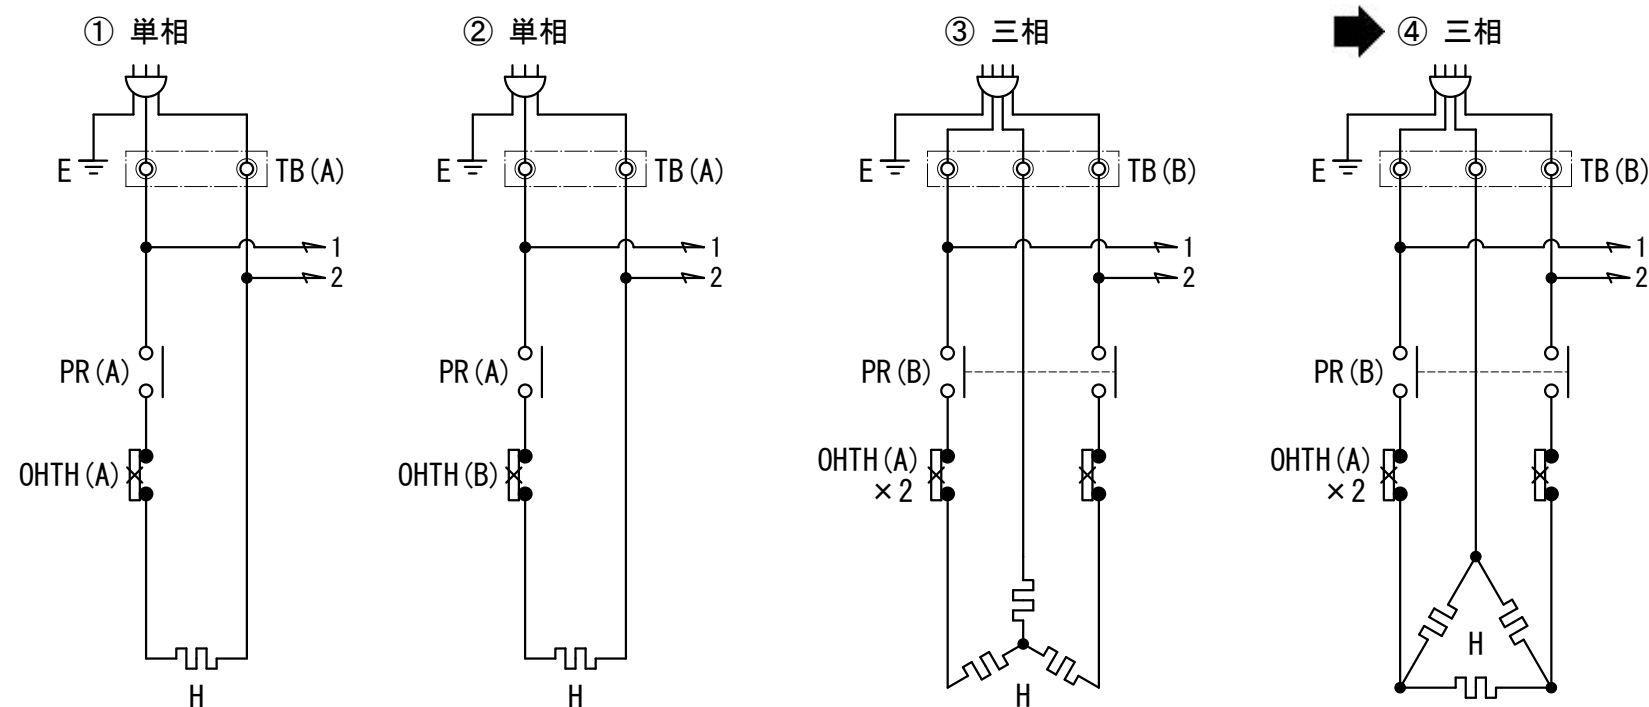 ① 単相
② 単相
③ 三相
④ 三相
E
TB(A)
E
TB(A)
E
TB(B)
E
TB(B)
1
1
1
1
2
2
2
2
PR(A)
PR(A)
PR(B)
PR(B)
OHTH(A)
OHTH(B)
OHTH(A)
×2
OHTH(A)
×2
H
H
H
H